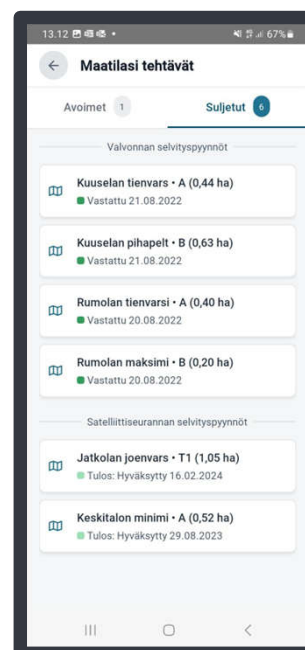 13.12
67%
Maatilasi tehtävät
Avoimet 1
Suljetut 6
Valvonnan selvityspyynnöt
Kuuselan tienvars • A (0,44 ha)
Vastattu 21.08.2022
Kuuselan pihapelt • B (0,63 ha)
Vastattu 21.08.2022
Rumolan tienvarsi • A (0,40 ha)
Vastattu 20.08.2022
Rumolan maksimi • B (0,20 ha)
Vastattu 20.08.2022
Satelliittiseurannan selvityspyynnöt
Jatkolan joenvars • T1 (1,05 ha)
Tulos: Hyväksytty 16.02.2024
Keskitalon minimi • A (0,52 ha)
Tulos: Hyväksytty 29.08.2023